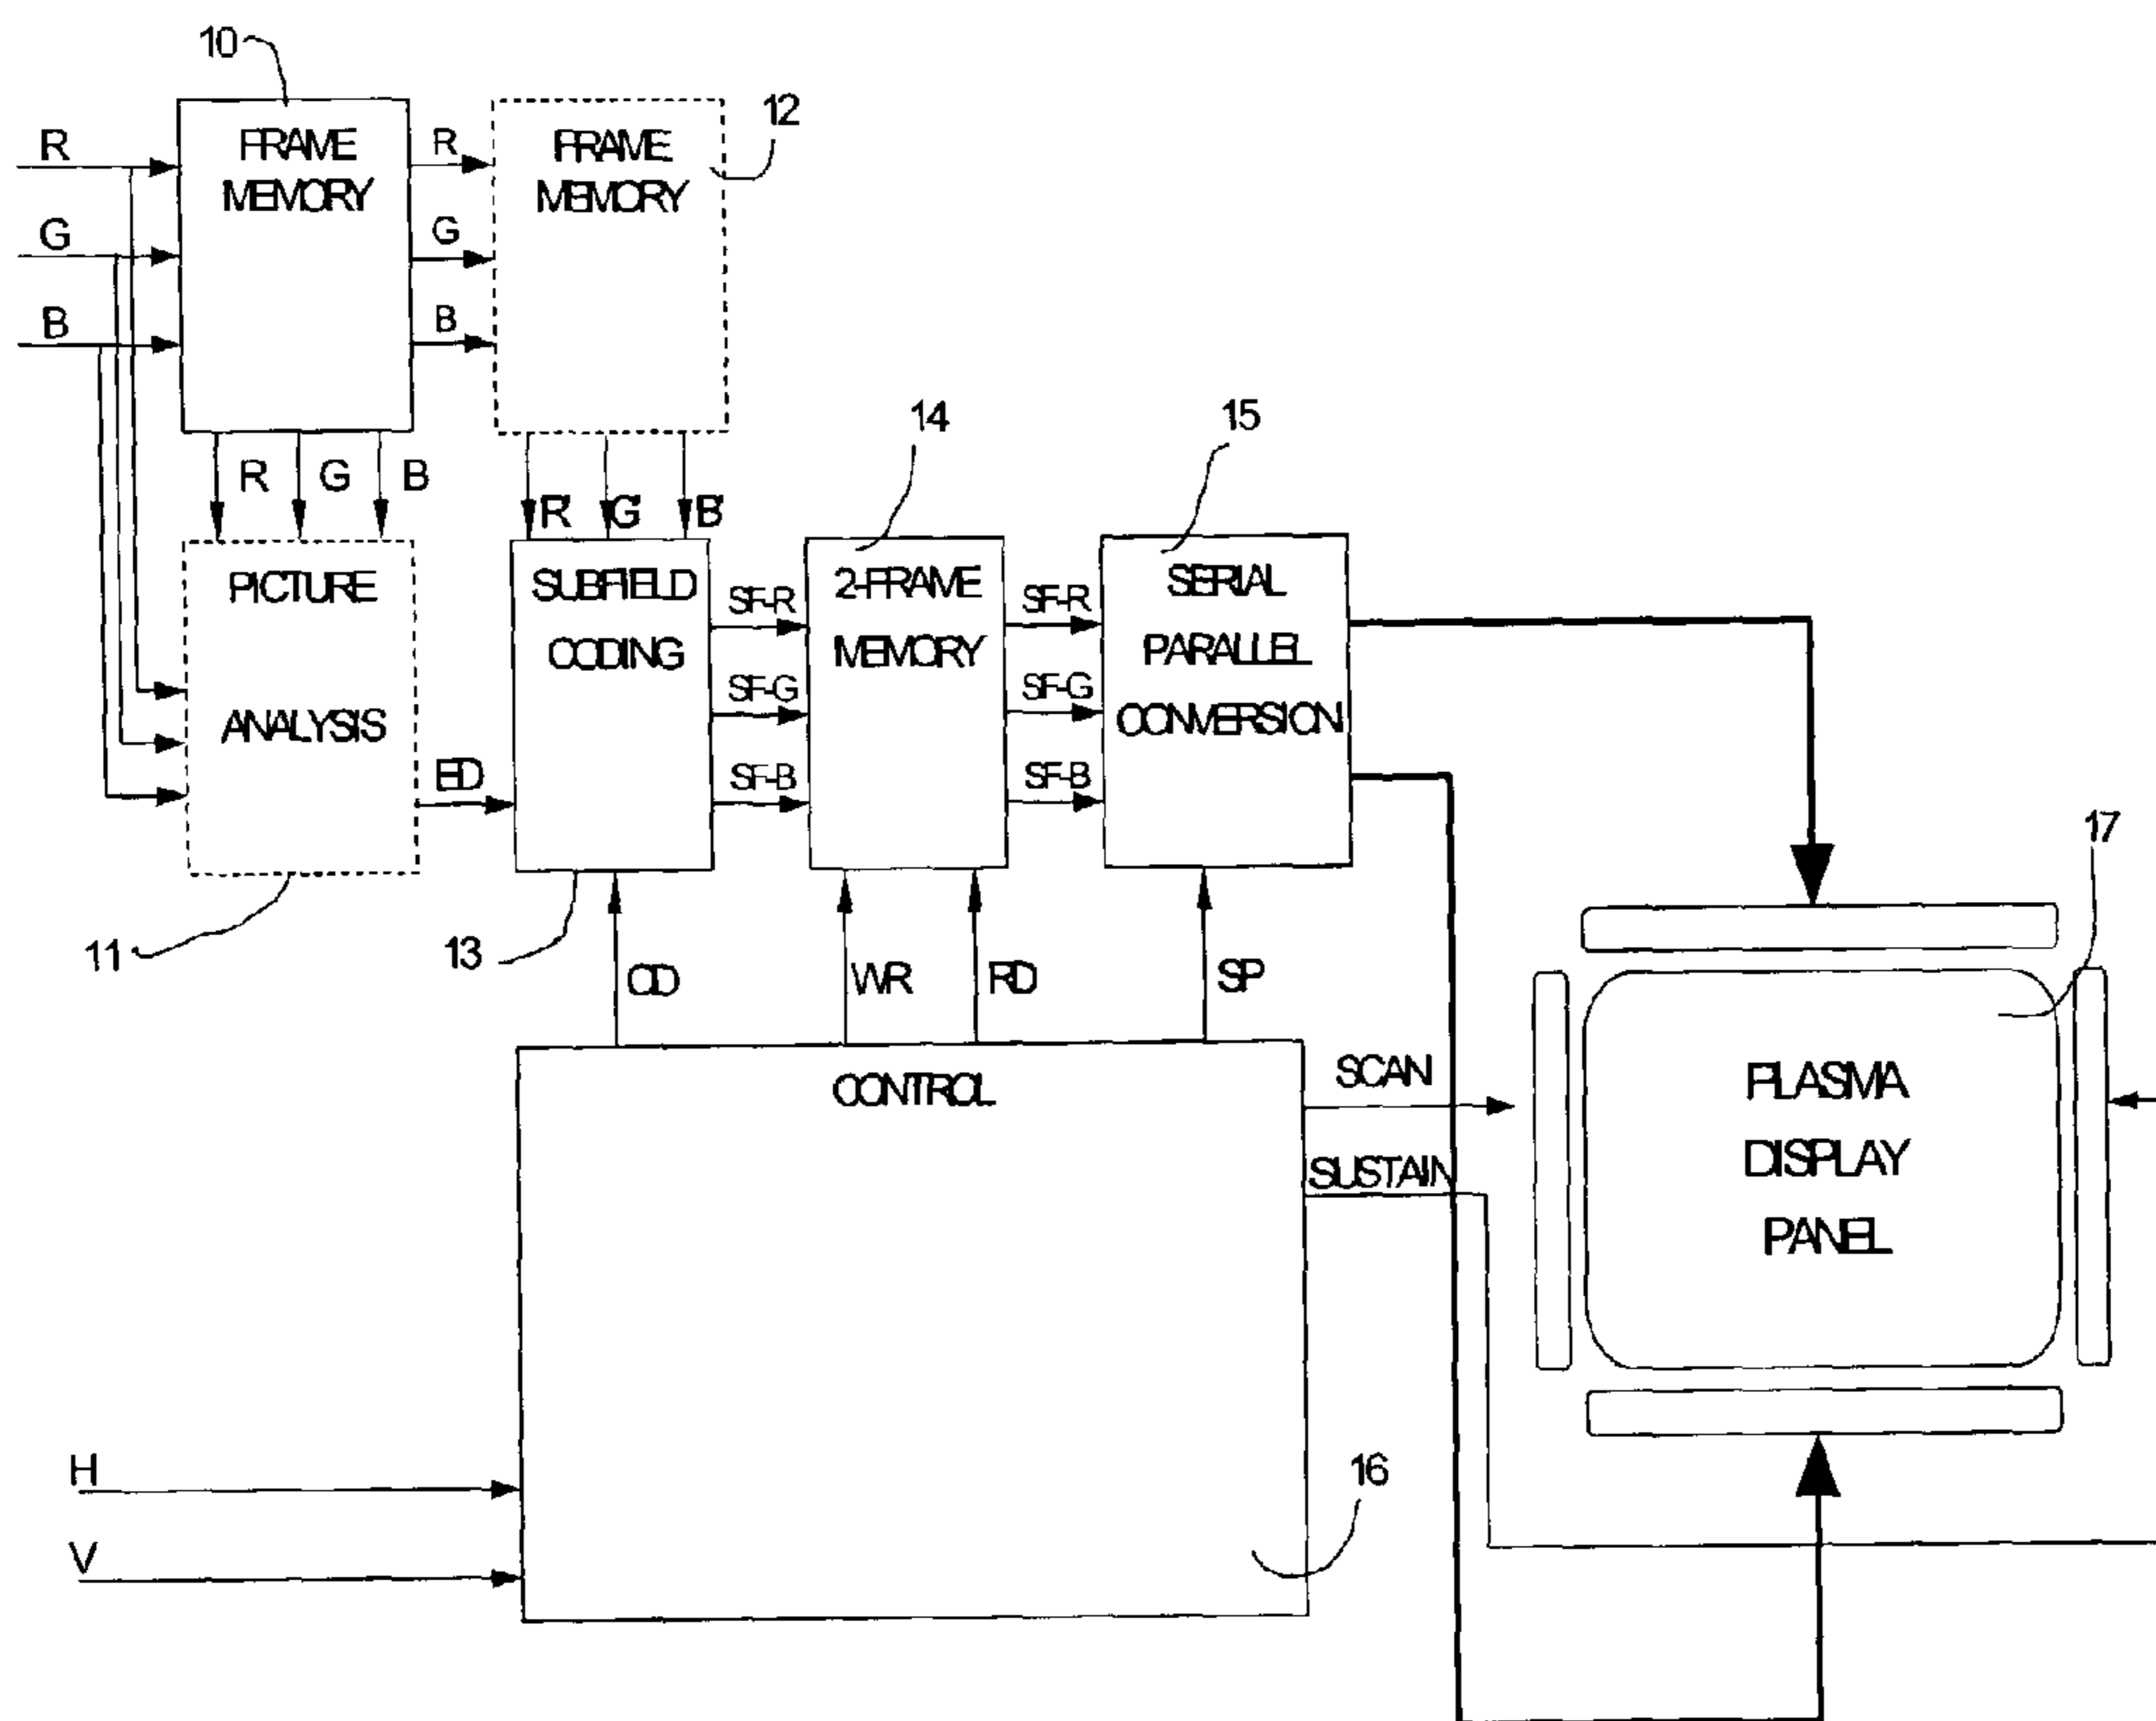 10
12
R
FRAME
MEMORY
R
FRAME
MEMORY
G
G
B
B
14
15
R
G
B
R'
G'
B'
PICTURE
ANALYSIS
SUBFIELD
CODING
SF-R
SF-G
SF-B
2-FRAME
MEMORY
SF-R
SF-G
SF-B
SERIAL
PARALLEL
CONVERSION
ED
17
11
13
CD
WR
RD
SP
CONTROL
SCAN
SUSTAIN
PLASMA
DISPLAY
PANEL
H
V
16